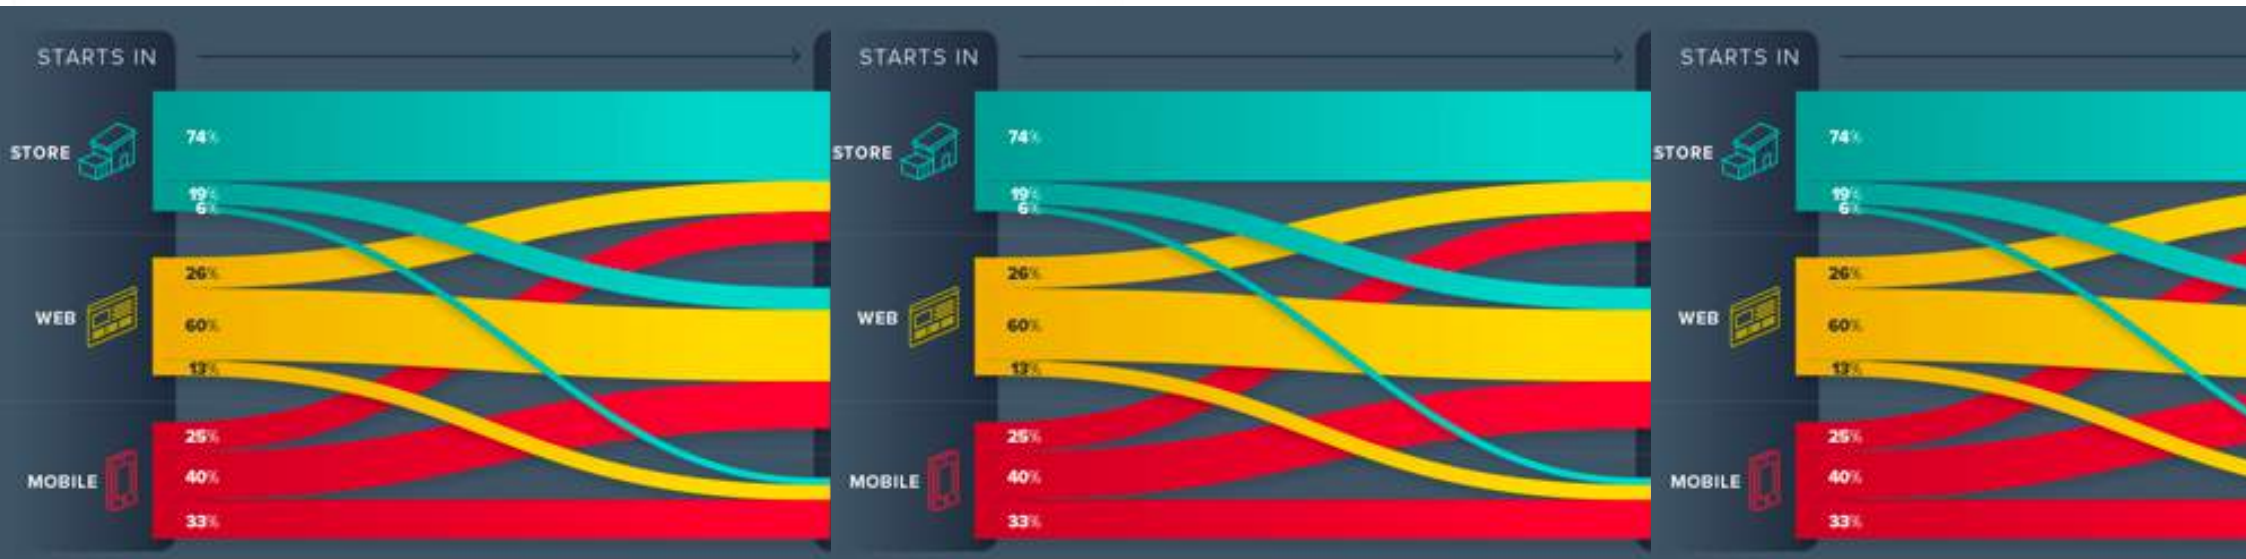 STARTS IN
74%
STORE
19%
6%
26%
WEB
60%
13%
25%
MOBILE
40%
33%
STARTS IN
74%
STORE
19%
6%
26%
WEB
60%
13%
25%
MOBILE
40%
33%
STARTS IN
74%
STORE
19%
6%
26%
WEB
60%
13%
25%
MOBILE
40%
33%